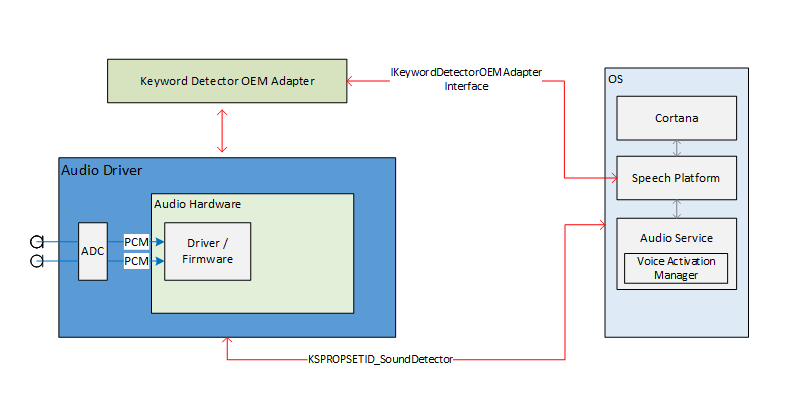 Keyword Detector OEM Adapter
IKeywordDetectorOEMAdapter
Interface
OS
Cortana
Speech Platform
Audio Service
Voice Activation
Manager
Audio Driver
Audio Hardware
ADC
PCM
PCM
Driver /
Firmware
KSPROPSETID_SoundDetector